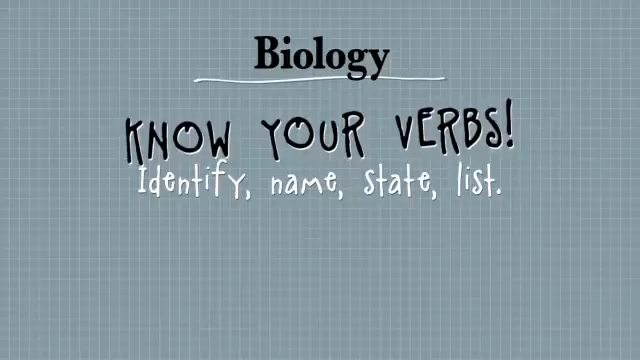 Biology
KNOW YOUR VERBS!
Identify, name, state, list.